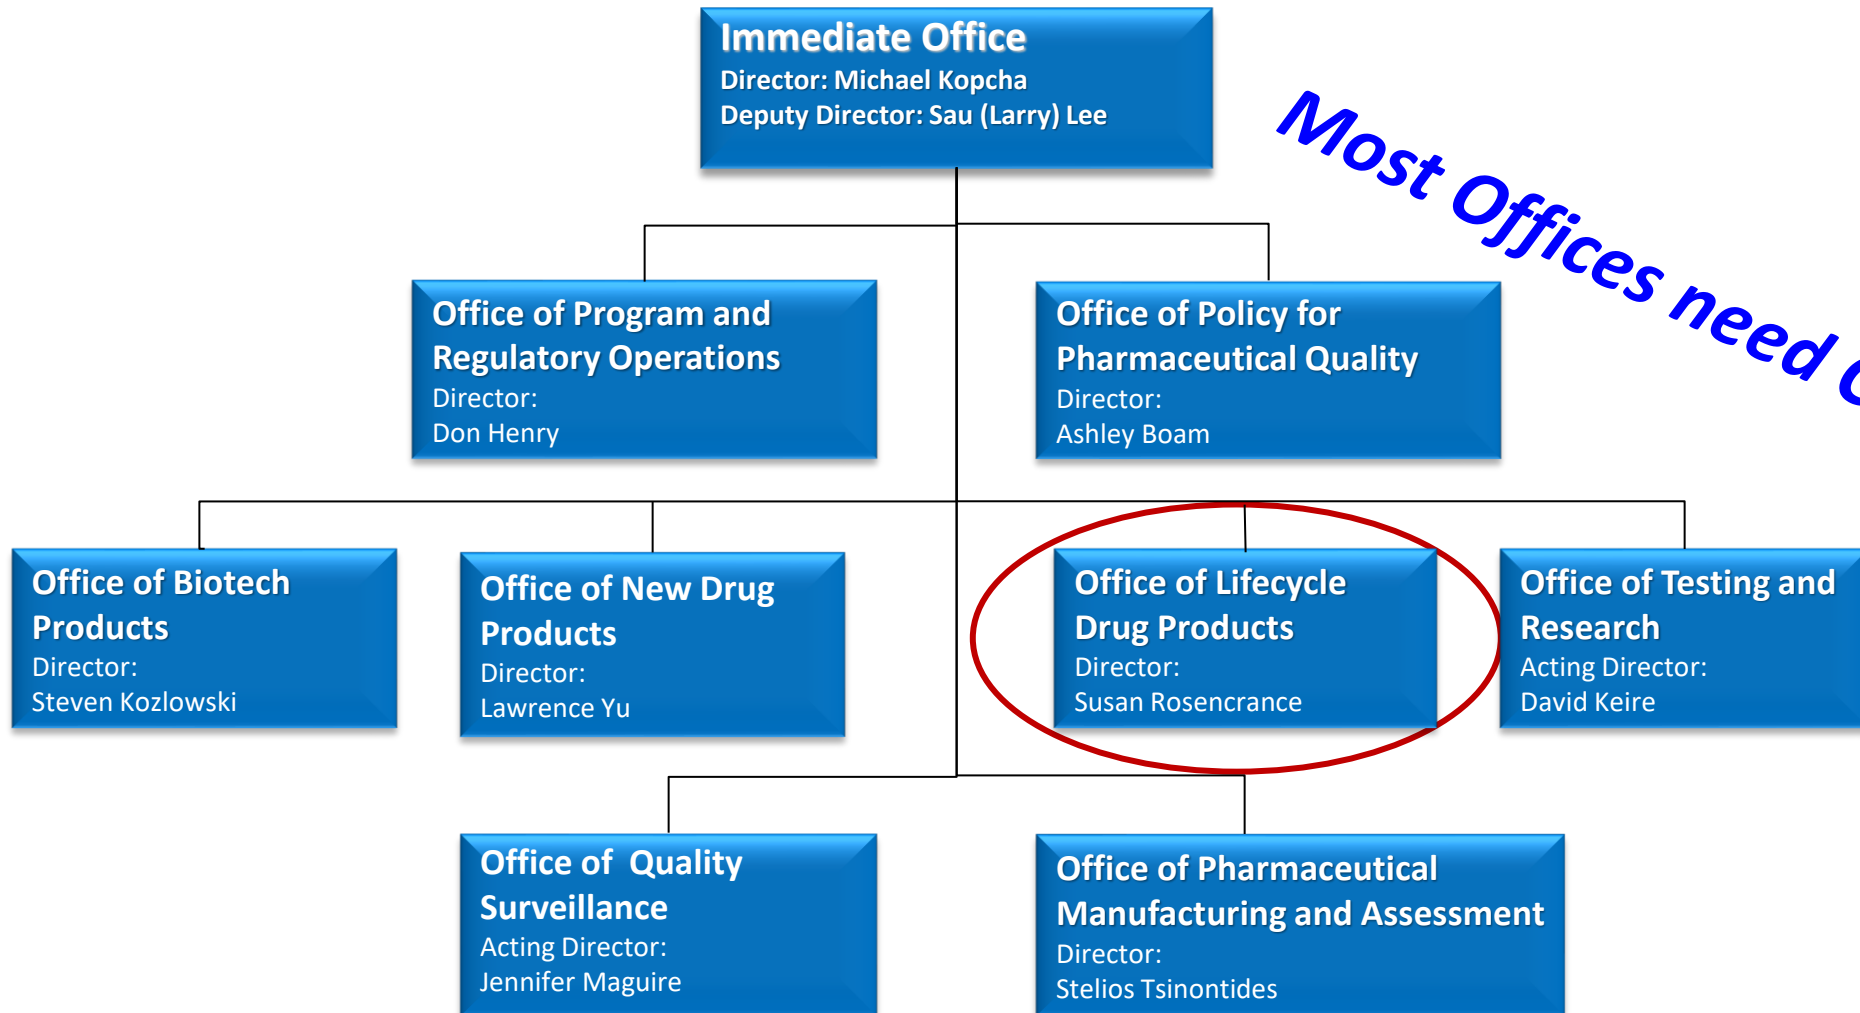 Immediate Office
Director: Michael Kopcha
Deputy Director: Sau (Larry) Lee
Most Offices need
Office of Program and
Regulatory Operations
Director:
Don Henry
Office of Policy for
Pharmaceutical Quality
Director:
Ashley Boam
Office of Biotech
Products
Director:
Steven Kozlowski
Office of New Drug
Products
Director:
Lawrence Yu
Office of Lifecycle
Drug Products
Director:
Susan Rosencrance
Office of Testing and
Research
Acting Director:
David Keire
Office of Quality
Surveillance
Acting Director:
Jennifer Maguire
Office of Pharmaceutical
Manufacturing and Assessment
Director:
Stelios Tsinontides